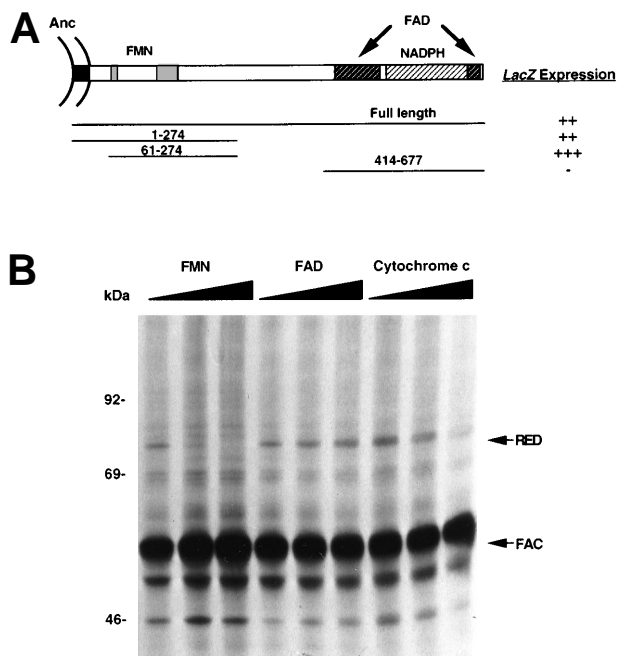 A
Anc
FMN
FAD
NADPH
LacZ Expression
Full length
++
1-274
++
61-274
+++
414-677
-
B
FMN FAD Cytochrome c
kDa
92-
RED
69-
FAC
46-